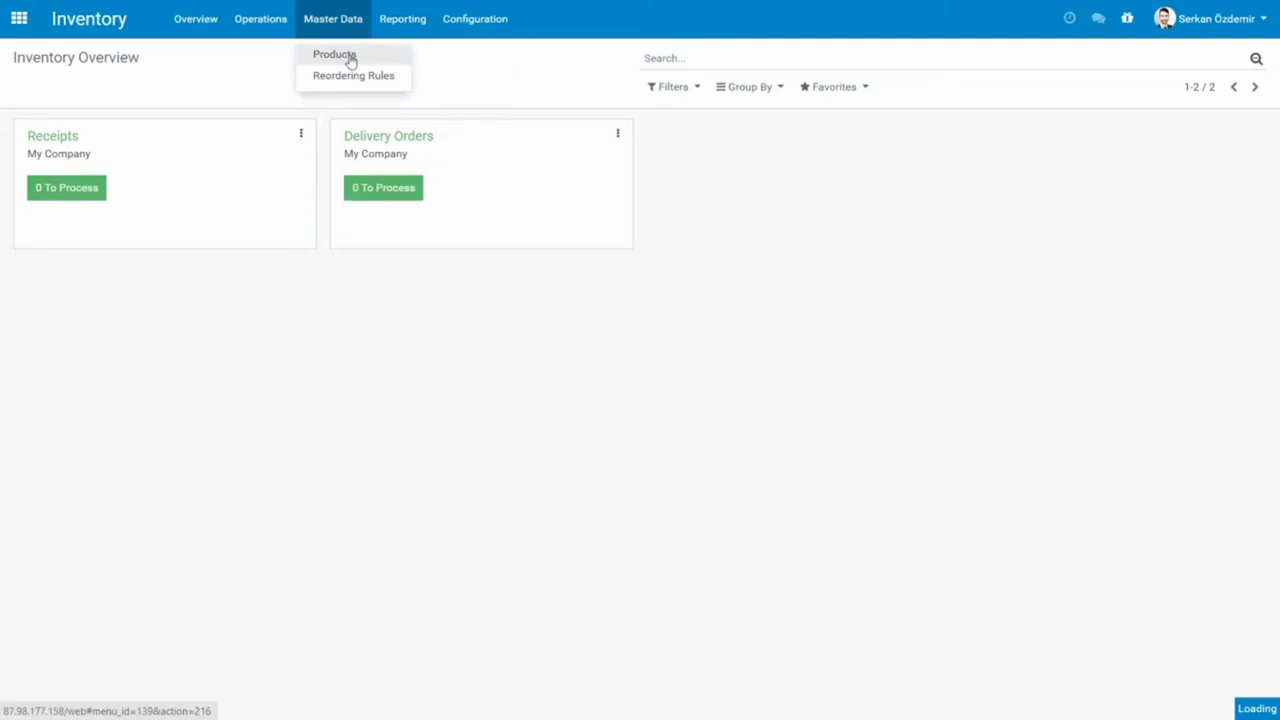 Inventory
Overview
Operations
Master Data
Reporting
Configuration
Serkan Özdemir
Products
Reordering Rules
Inventory Overview
Search...
Filters
Group By
Favorites
1-2 / 2
Receipts
My Company
0 To Process
Delivery Orders
My Company
0 To Process
87.98.177.158/web#menu_id=139&action=216
Loading